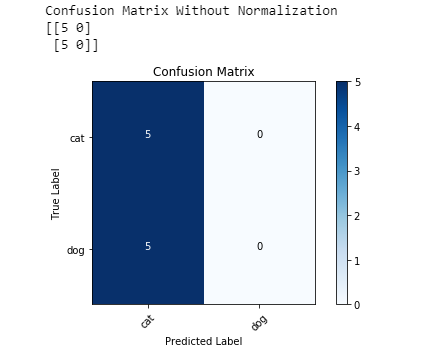 Confusion Matrix Without Normalization
[[5 0]
 [5 0]]
Confusion Matrix
cat
dog
True Label
5 0
5 0
cat dog
Predicted Label
5
4
3
2
1
0